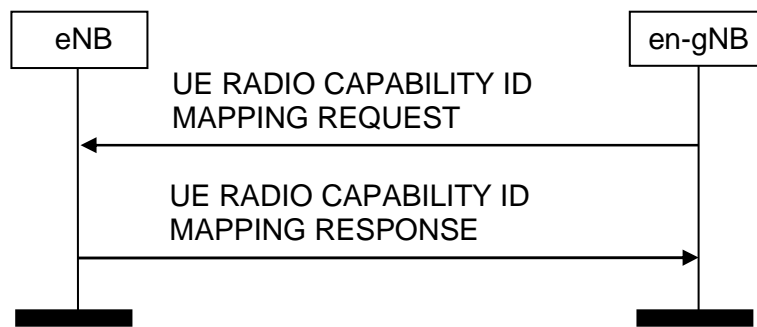 eNB
en-gNB
UE RADIO CAPABILITY ID
MAPPING REQUEST
UE RADIO CAPABILITY ID
MAPPING RESPONSE